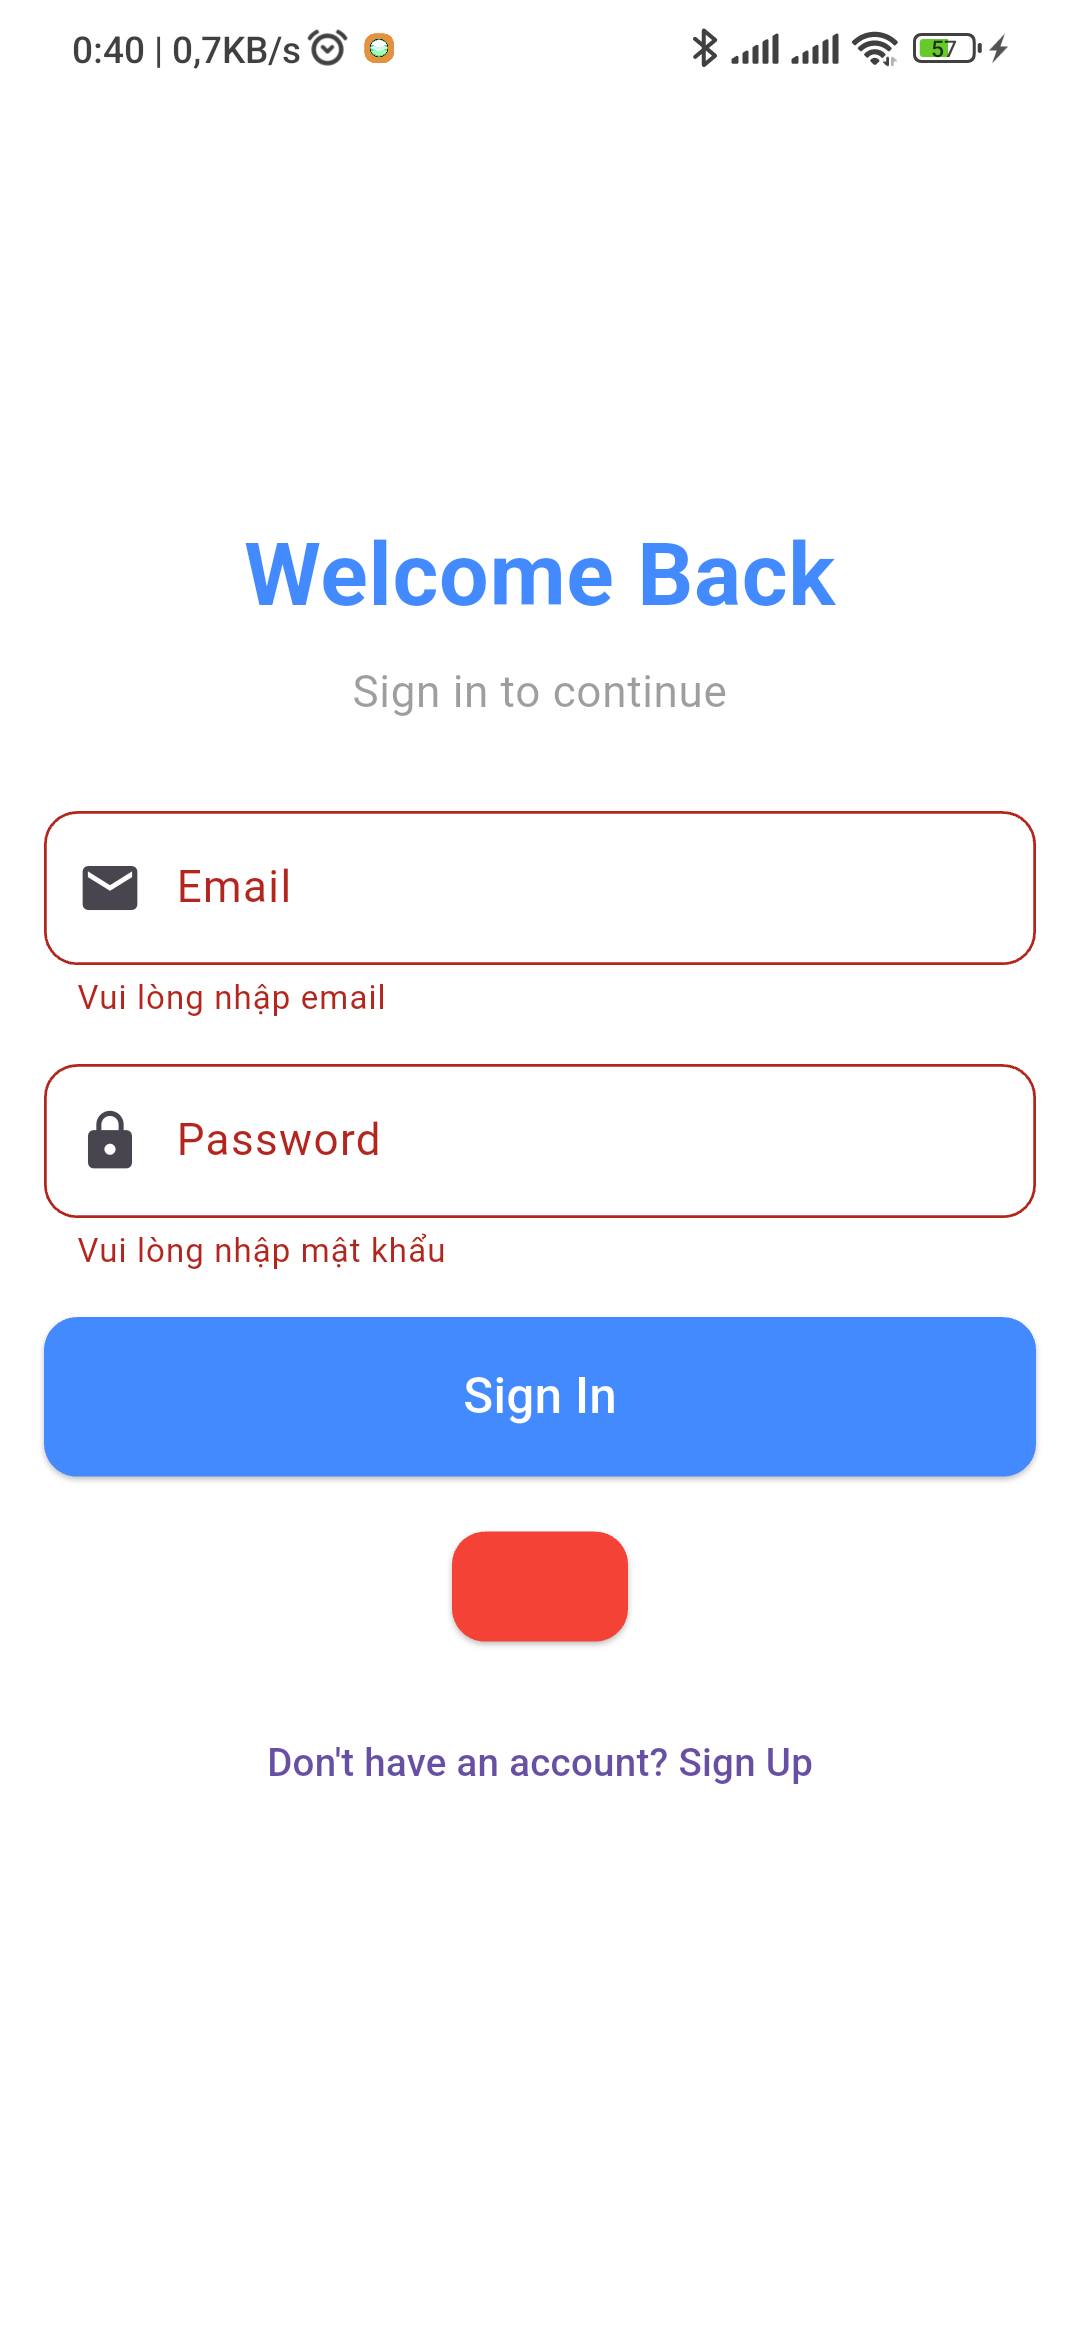 0:40 | 0,7KB/s 57
Welcome Back
Sign in to continue
Email
Vui lòng nhập email
Password
Vui lòng nhập mật khẩu
Sign In
Don't have an account? Sign Up